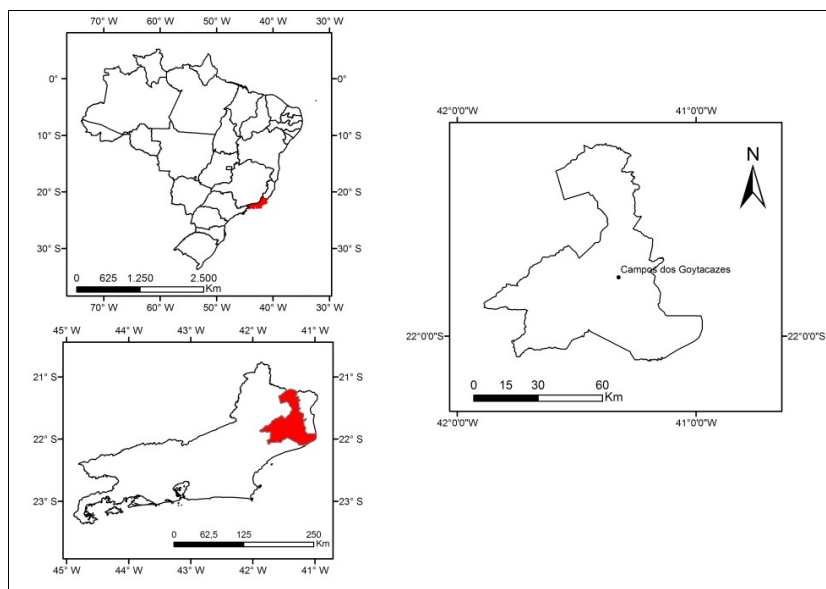 70° W 60° W 50° W 40° W 30° W
0° 0°
10° S 10° S
20° S 20° S
30° S 30° S
0 625 1.250 2.500
Km
70° W 60° W 50° W 40° W 30° W
45° W 44° W 43° W 42° W 41° W
21° S 21° S
22° S 22° S
23° S 23° S
0 62,5 125 250
Km
45° W 44° W 43° W 42° W 41° W
42°0'0"W 41°0'0"W
N
Campos dos Goytacazes
22°0'0"S 22°0'0"S
0 15 30 60
Km
42°0'0"W 41°0'0"W